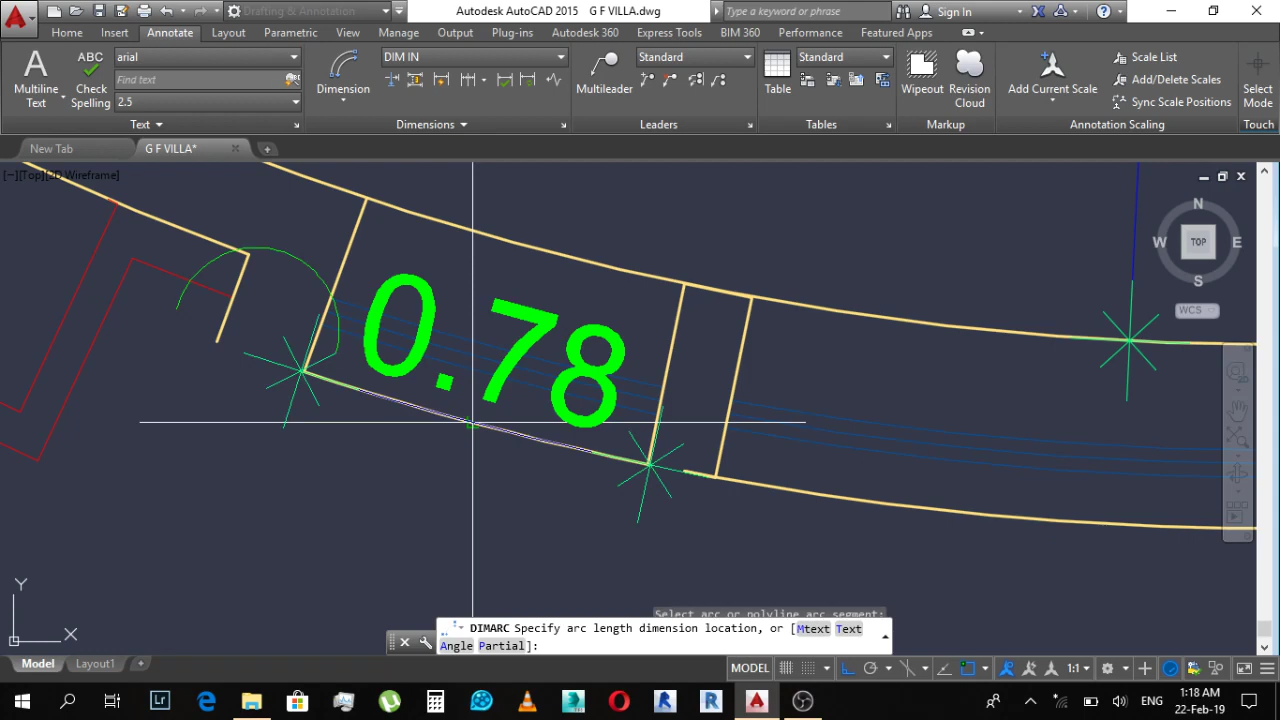 Drafting & Annotation
Autodesk AutoCAD 2015 G F VILLA.dwg
Type a keyword or phrase
Sign In
Home Insert Annotate Layout Parametric View Manage Output Plug-ins Autodesk 360 Express Tools BIM 360 Performance Featured Apps
ABC
arial
DIM IN
Standard
Standard
Scale List
Find text
Multiline
Text
Check
Spelling
Dimension
Multileader
Table
Wipeout
Revision
Cloud
Add Current Scale
Add/Delete Scales
Select
Mode
2.5
Sync Scale Positions
Text
Dimensions
Leaders
Tables
Markup
Annotation Scaling
Touch
New Tab
G F VILLA*
[−][Top][2D Wireframe]
N
W TOP E
S
WCS
0.78
Y
X
Select arc or polyline arc segment:
DIMARC Specify arc length dimension location, or [Mtext Text
Angle Partial]:
Model Layout1
MODEL
1:1
Lr
ENG
1:18 AM
22-Feb-19